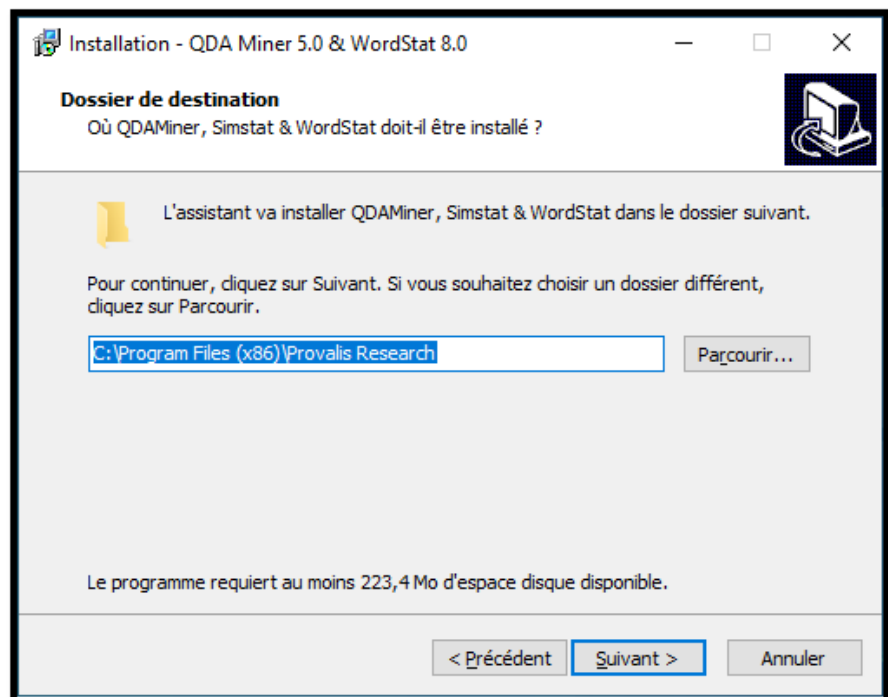 Installation - QDA Miner 5.0 & WordStat 8.0
Dossier de destination
Où QDAMiner, Simstat & WordStat doit-il être installé ?
L'assistant va installer QDAMiner, Simstat & WordStat dans le dossier suivant.
Pour continuer, cliquez sur Suivant. Si vous souhaitez choisir un dossier différent,
cliquez sur Parcourir.
C:\Program Files (x86)\Provalis Research
Parcourir...
Le programme requiert au moins 223,4 Mo d'espace disque disponible.
< Précédent
Suivant >
Annuler